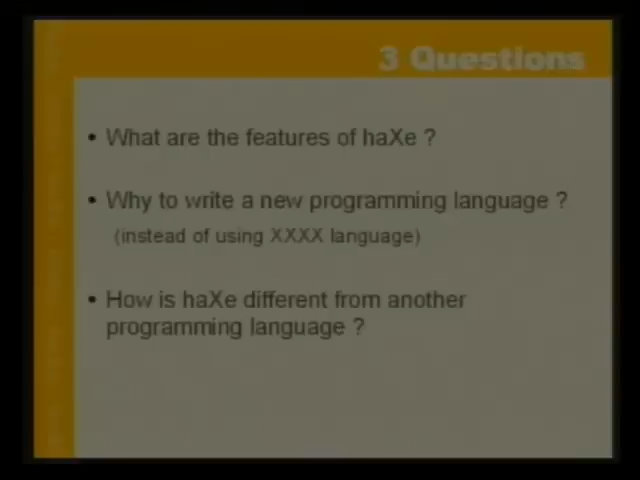 3 Questions
• What are the features of haXe ?
• Why to write a new programming language ?
(instead of using XXXX language)
• How is haXe different from another
programming language ?